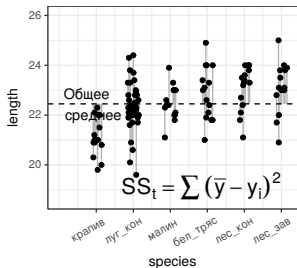 26
24
22
20
length
Общее
среднее
SSₜ = ∑ (y̅ − yᵢ)²
крапив
луг_кон
малин
бел_тряс
лес_кон
лес_зав
species